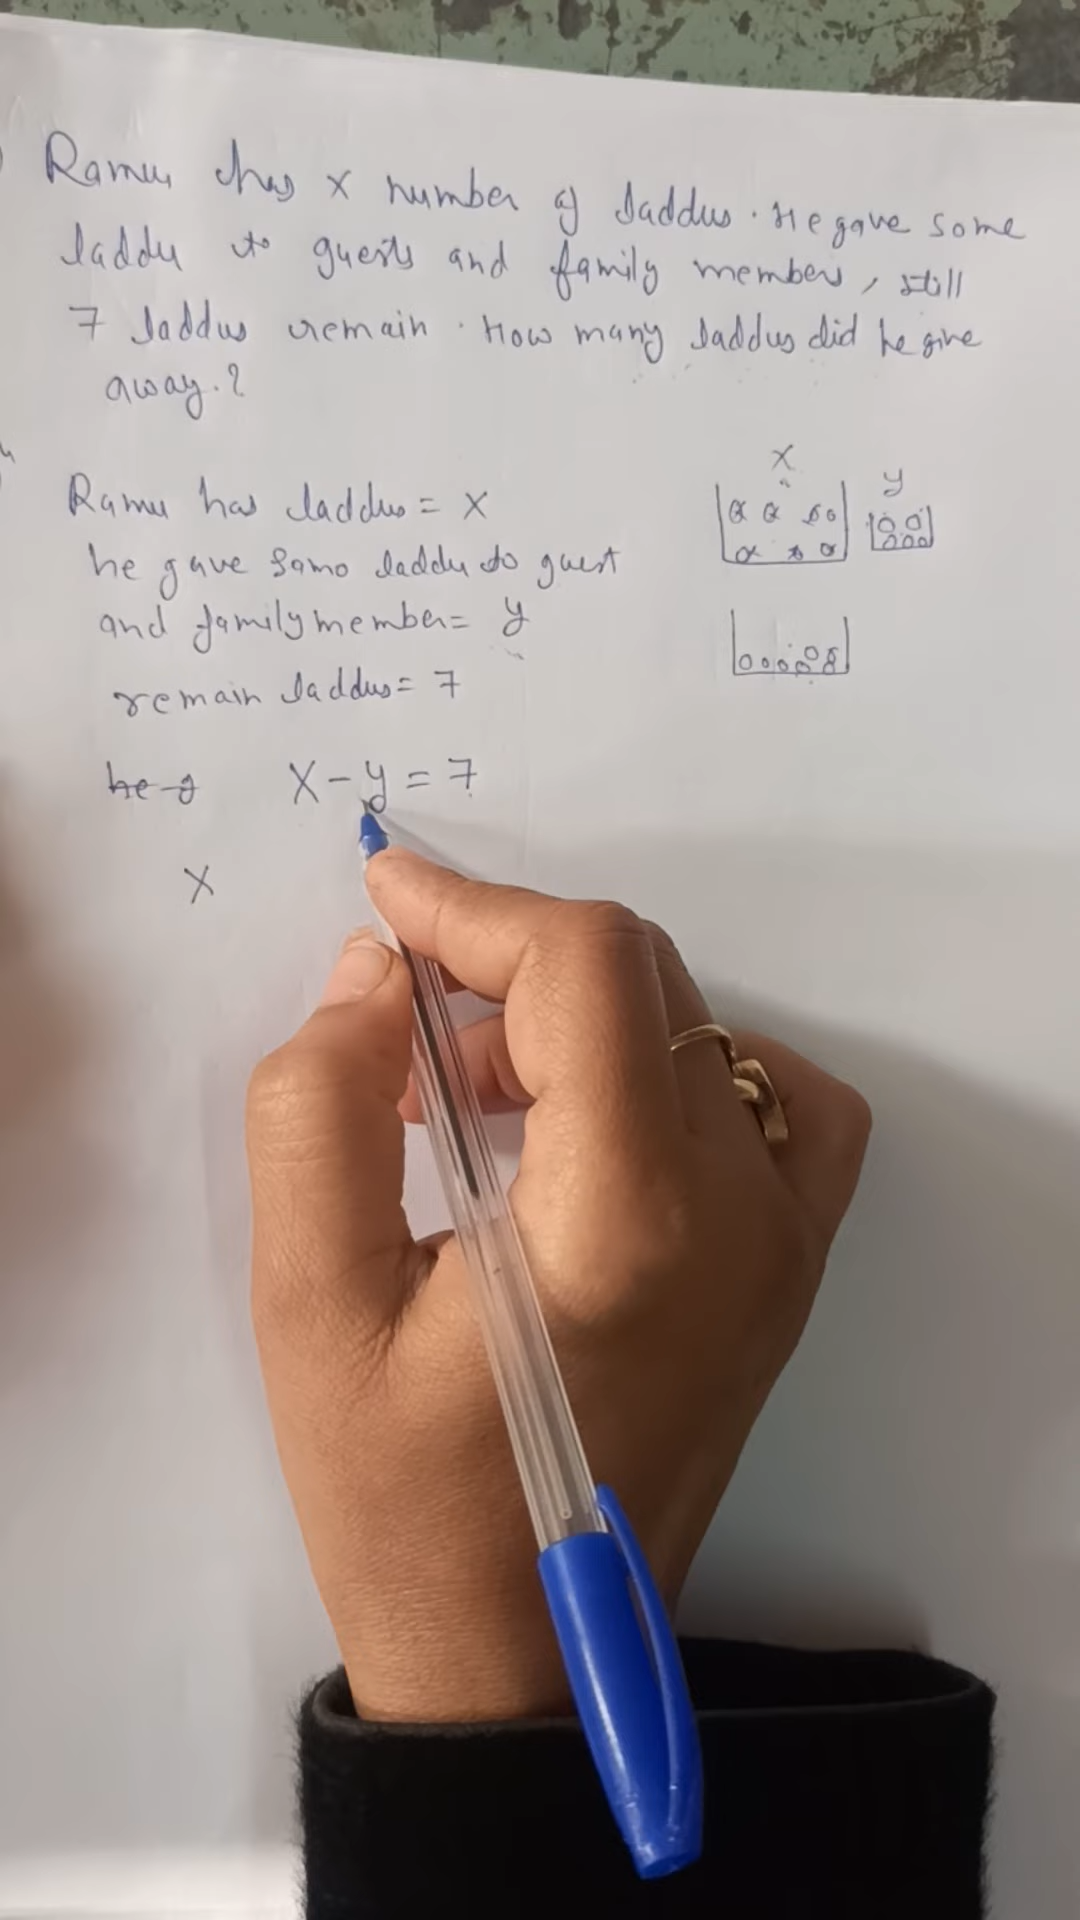 Ramu has x number of laddus. He gave some
laddu to guests and family members, still
7 laddus remain. How many laddus did he give
away.?
Ramu has laddus = x
he gave some laddu to guest
and family member = y
remain laddus = 7
he g x - y = 7
x
x
y